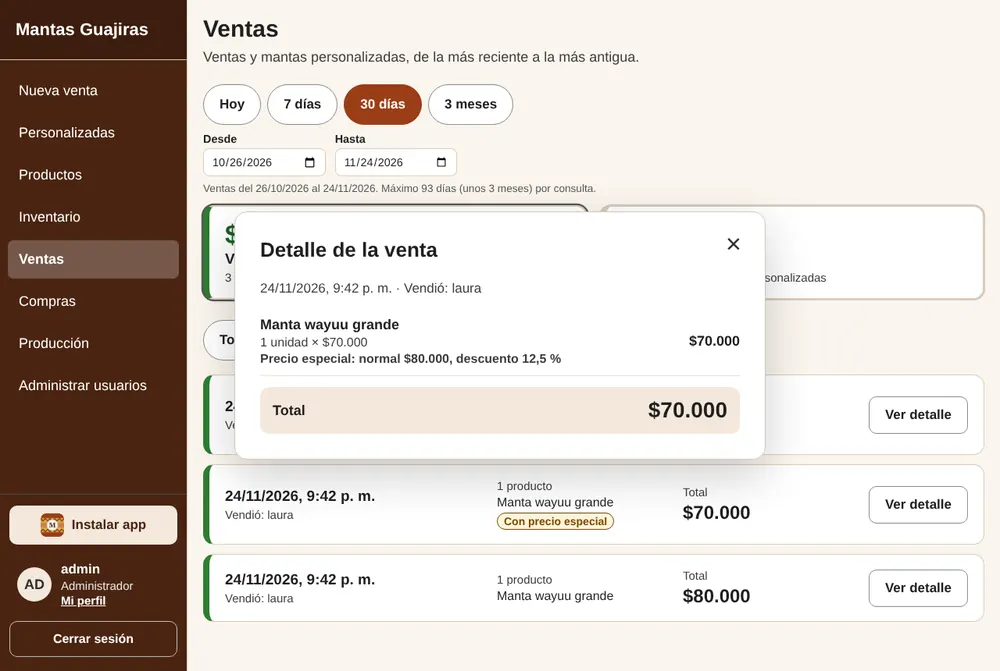 Mantas Guajiras
Nueva venta
Personalizadas
Productos
Inventario
Ventas
Compras
Producción
Administrar usuarios
M
Instalar app
AD
admin
Administrador
Mi perfil
Cerrar sesión
Ventas
Ventas y mantas personalizadas, de la más reciente a la más antigua.
Hoy
7 días
30 días
3 meses
Desde
Hasta
10/26/2026
11/24/2026
Ventas del 26/10/2026 al 24/11/2026. Máximo 93 días (unos 3 meses) por consulta.
$
V
3
Detalle de la venta
✕
24/11/2026, 9:42 p. m. · Vendió: laura
Manta wayuu grande
1 unidad × $70.000
$70.000
Precio especial: normal $80.000, descuento 12,5 %
Total
$70.000
Ver detalle
24/11/2026, 9:42 p. m.
Vendió: laura
1 producto
Manta wayuu grande
Con precio especial
Total
$70.000
Ver detalle
24/11/2026, 9:42 p. m.
Vendió: laura
1 producto
Manta wayuu grande
Total
$80.000
Ver detalle